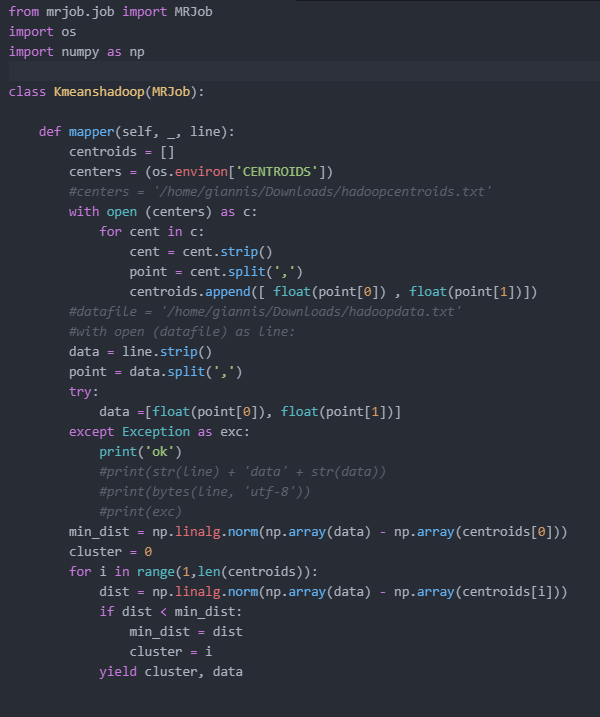 from mrjob.job import MRJob
import os
import numpy as np
class Kmeanshadoop(MRJob):
    def mapper(self, _, line):
        centroids = []
        centers = (os.environ['CENTROIDS'])
        #centers = '/home/giannis/Downloads/hadoopcentroids.txt'
        with open (centers) as c:
            for cent in c:
                cent = cent.strip()
                point = cent.split(',')
                centroids.append([ float(point[0]) , float(point[1])])
        #datafile = '/home/giannis/Downloads/hadoopdata.txt'
        #with open (datafile) as line:
        data = line.strip()
        point = data.split(',')
        try:
            data =[float(point[0]), float(point[1])]
        except Exception as exc:
            print('ok')
            #print(str(line) + 'data' + str(data))
            #print(bytes(line, 'utf-8'))
            #print(exc)
        min_dist = np.linalg.norm(np.array(data) - np.array(centroids[0]))
        cluster = 0
        for i in range(1,len(centroids)):
            dist = np.linalg.norm(np.array(data) - np.array(centroids[i]))
            if dist < min_dist:
                min_dist = dist
                cluster = i
            yield cluster, data